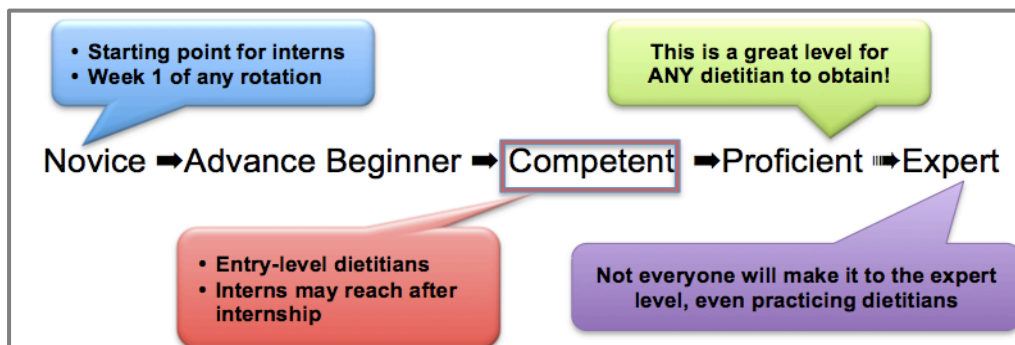 • Starting point for interns
• Week 1 of any rotation
This is a great level for
ANY dietitian to obtain!
Novice ➡Advance Beginner ➡ Competent ➡Proficient ➡Expert
• Entry-level dietitians
• Interns may reach after
internship
Not everyone will make it to the expert
level, even practicing dietitians